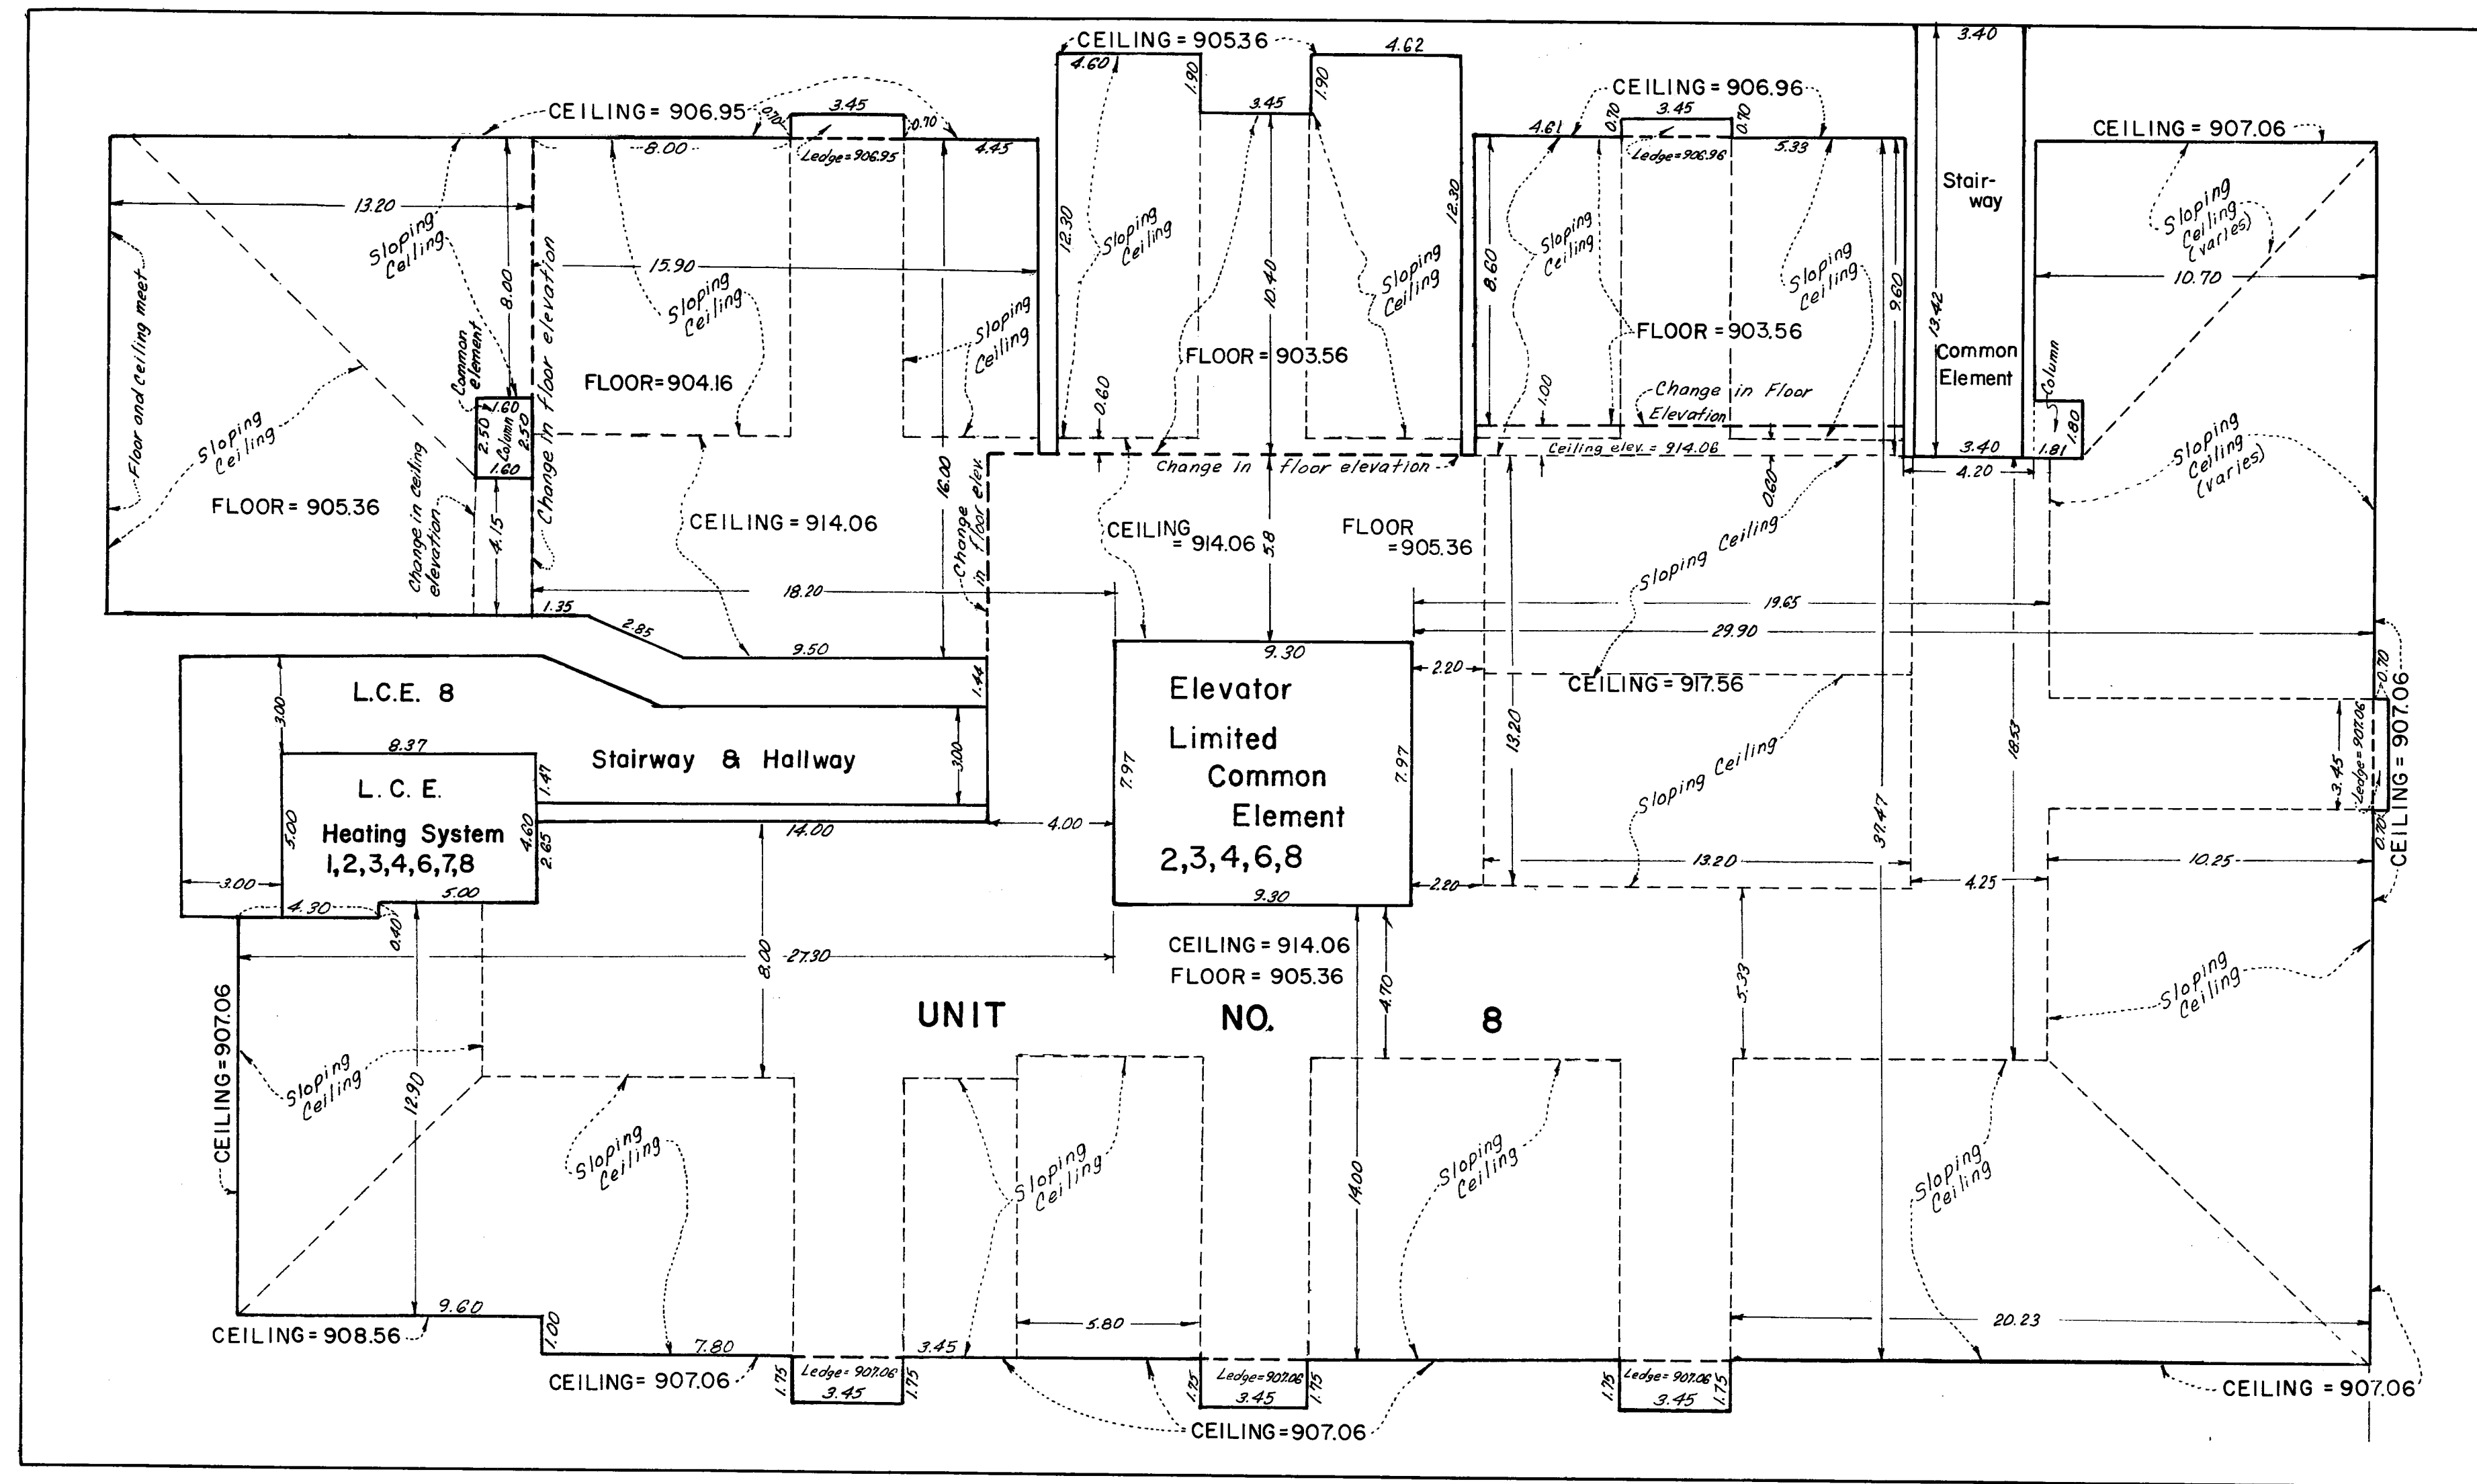 CEILING = 905.36
4.62
3.40
4.60
1.90
1.90
CEILING = 906.95
0.70
3.45
0.70
3.45
CEILING = 906.96
0.70
3.45
0.70
CEILING = 907.06
4.61
8.00
Ledge=906.95
4.45
Ledge=906.96
5.33
13.20
Sloping
Ceiling
8.00
15.90
12.30
Sloping
Ceiling
10.40
12.30
Sloping
Ceiling
8.60
Sloping
Ceiling
Sloping
Ceiling
9.60
13.42
Stair-
way
Sloping
Ceiling
(varies)
10.70
Floor and Ceiling meet
Change in floor elevation
Sloping
Ceiling
Sloping
Ceiling
FLOOR = 903.56
FLOOR = 903.56
Common
Element
Column
FLOOR=904.16
Common
element
1.60
2.50
Column
2.50
1.60
0.60
1.00
Change in Floor
Elevation
Ceiling elev. = 914.06
3.40
1.81
1.80
4.20
Sloping
Ceiling
Change in floor elevation
0.60
Sloping
Ceiling
(varies)
FLOOR = 905.36
Change in ceiling
elevation
4.15
CEILING = 914.06
16.00
Change
in floor elev.
CEILING
= 914.06
5.8
FLOOR
=905.36
Sloping Ceiling
18.20
19.65
1.35
2.85
9.50
29.90
9.30
1.44
2.20
L.C.E. 8
3.00
Elevator
Limited
Common
Element
2,3,4,6,8
7.97
7.97
CEILING = 917.56
13.20
Sloping Ceiling
18.53
0.70
3.45
Ledge=907.06
0.70
CEILING = 907.06
8.37
Stairway & Hallway
3.00
1.47
L. C. E.
Heating System
1,2,3,4,6,7,8
5.00
4.60
2.65
14.00
4.00
37.47
13.20
10.25
3.00
5.00
4.30
0.40
9.30
2.20
4.25
27.30
8.00
CEILING = 914.06
FLOOR = 905.36
4.70
5.33
Sloping
Ceiling
UNIT NO. 8
CEILING=907.06
Sloping
Ceiling
12.90
Sloping
Ceiling
Sloping
Ceiling
14.00
Sloping
Ceiling
Sloping
Ceiling
9.60
CEILING=908.56
1.00
7.80
3.45
5.80
20.23
CEILING= 907.06
1.75
Ledge=907.06
3.45
1.75
1.75
Ledge=907.06
3.45
1.75
1.75
Ledge=907.06
3.45
1.75
CEILING = 907.06
CEILING=907.06